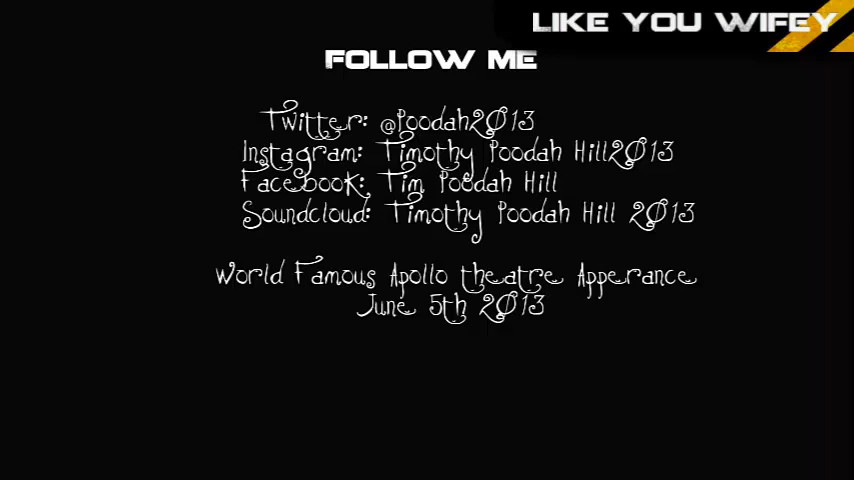 LIKE YOU WIFEY
FOLLOW ME
Twitter: @Poodah2013
Instagram: Timothy Poodah Hill2013
Facebook: Tim Poodah Hill
Soundcloud: Timothy Poodah Hill 2013
World Famous Apollo theatre Apperance
June 5th 2013